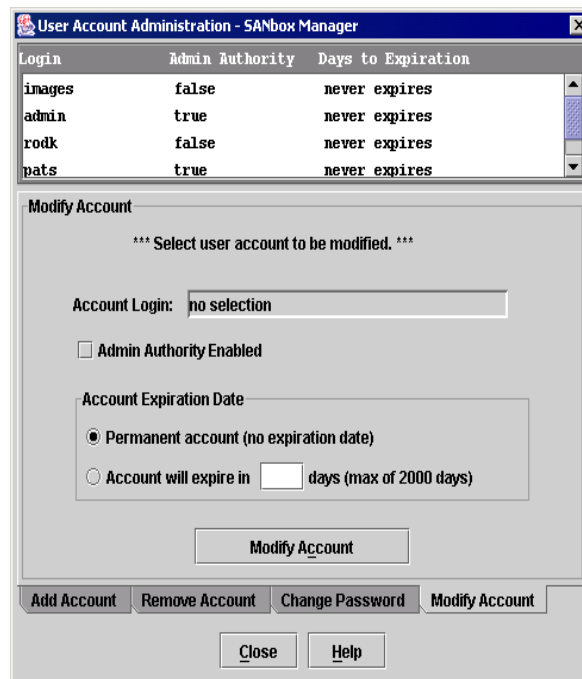 User Account Administration - SANbox Manager
Login Admin Authority Days to Expiration
images false never expires
admin true never expires
rodk false never expires
pats true never expires
Modify Account
*** Select user account to be modified. ***
Account Login: no selection
Admin Authority Enabled
Account Expiration Date
Permanent account (no expiration date)
Account will expire in days (max of 2000 days)
Modify Account
Add Account Remove Account Change Password Modify Account
Close Help